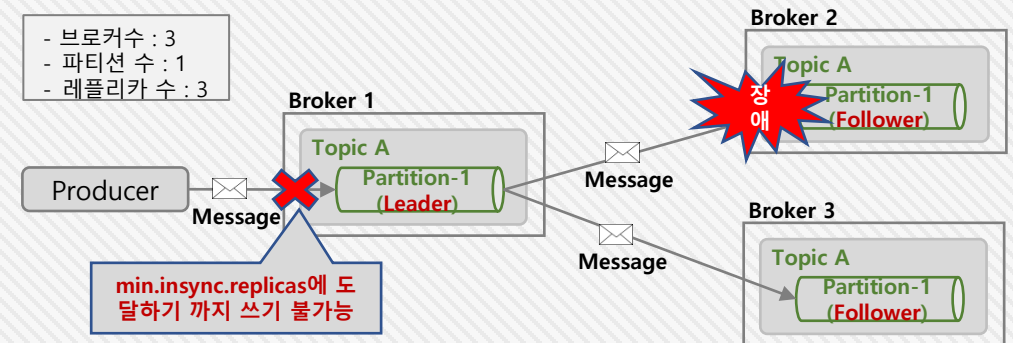 - 브로커수 : 3
- 파티션 수 : 1
- 레플리카 수 : 3
Producer
Message
Broker 1
Topic A
Partition-1
(Leader)
min.insync.replicas에 도
달하기 까지 쓰기 불가능
Message
Message
Broker 2
Topic A
장
애
Partition-1
(Follower)
Broker 3
Topic A
Partition-1
(Follower)